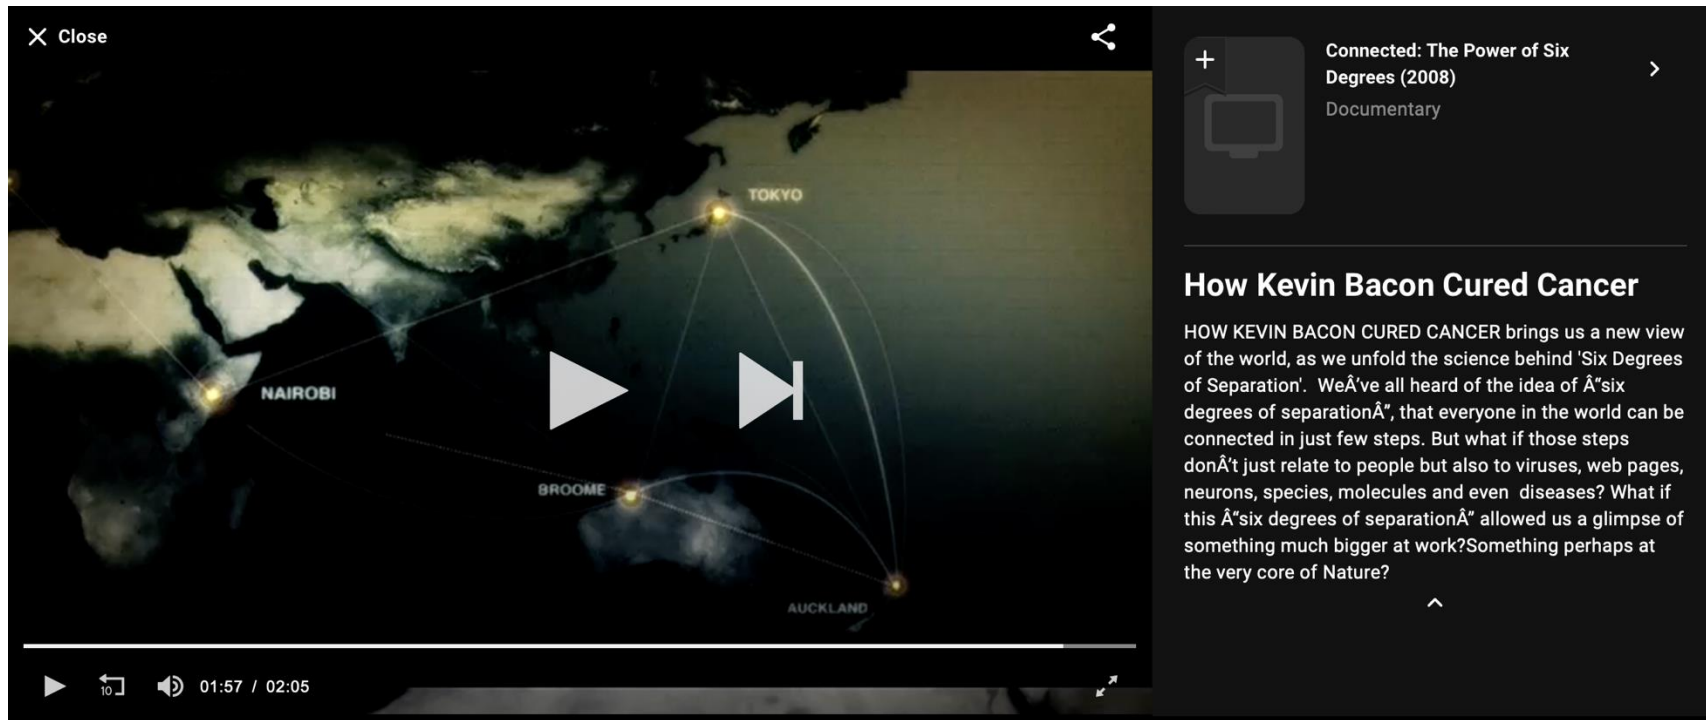 Close
TOKYO
NAIROBI
BROOME
AUCKLAND
10
01:57 / 02:05
Connected: The Power of Six
Degrees (2008)
Documentary
How Kevin Bacon Cured Cancer
HOW KEVIN BACON CURED CANCER brings us a new view
of the world, as we unfold the science behind 'Six Degrees
of Separation'.  WeÂ’ve all heard of the idea of Â“six
degrees of separationÂ”, that everyone in the world can be
connected in just few steps. But what if those steps
donÂ’t just relate to people but also to viruses, web pages,
neurons, species, molecules and even  diseases? What if
this Â“six degrees of separationÂ” allowed us a glimpse of
something much bigger at work?Something perhaps at
the very core of Nature?